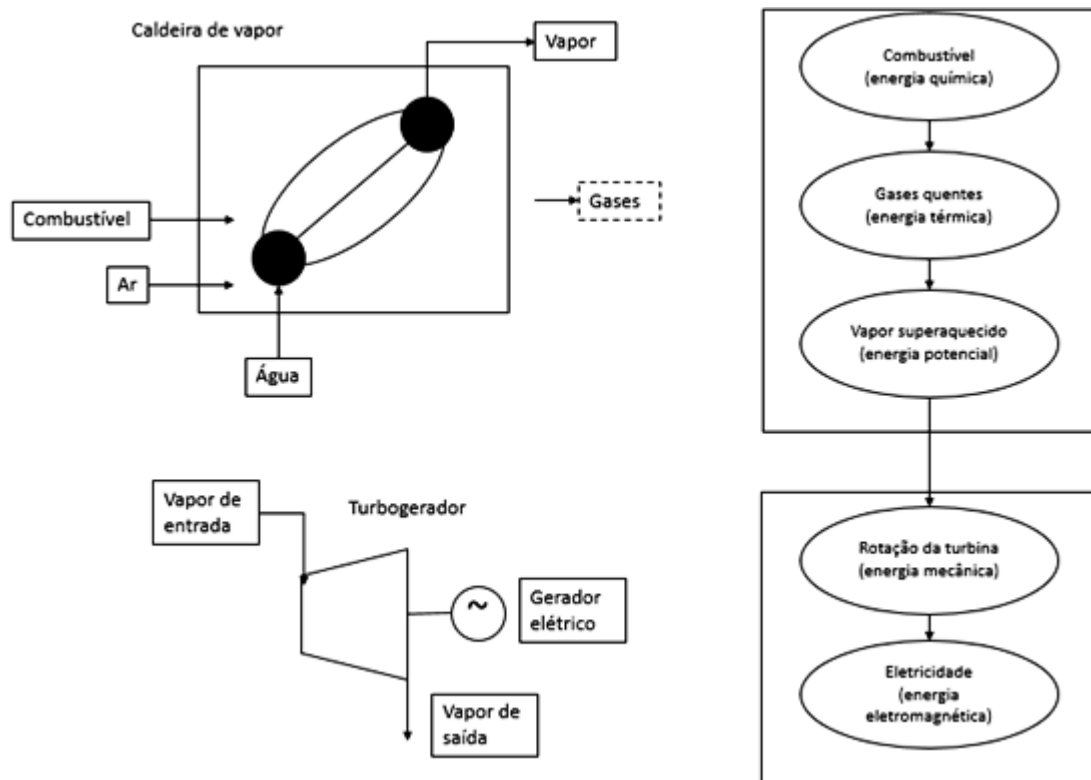 Caldeira de vapor
Vapor
Combustível
Ar
Gases
Água
Vapor de
entrada
Turbogerador
~
Gerador
elétrico
Vapor de
saída
Combustível
(energia química)
Gases quentes
(energia térmica)
Vapor superaquecido
(energia potencial)
Rotação da turbina
(energia mecânica)
Eletricidade
(energia
eletromagnética)